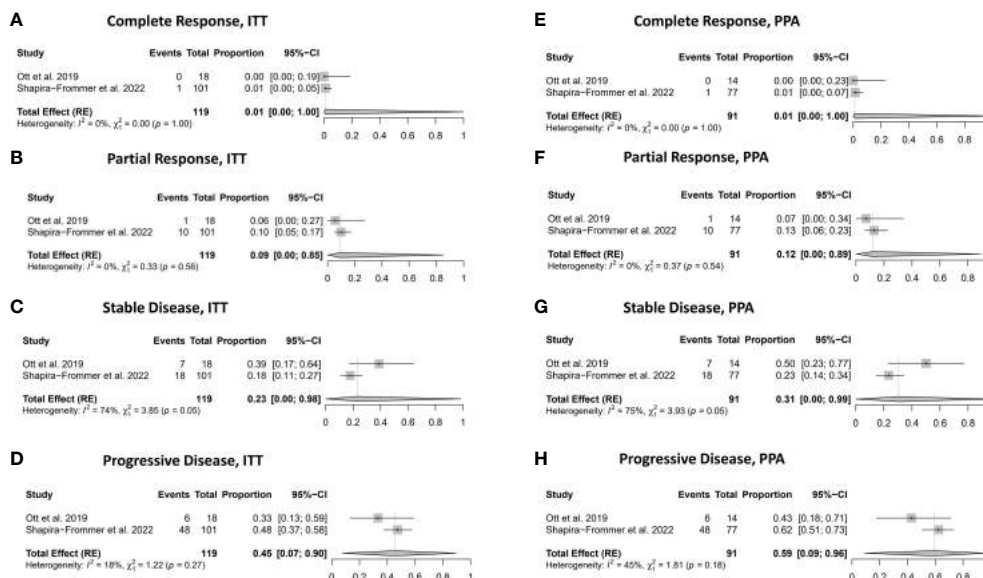 A
Complete Response, ITT
Study Events Total Proportion 95%−CI
Ott et al. 2019 0 18 0.00 [0.00; 0.19]
Shapira−Frommer et al. 2022 1 101 0.01 [0.00; 0.05]
Total Effect (RE) 119 0.01 [0.00; 1.00]
Heterogeneity: I² = 0%, χ²₁ = 0.00 (p = 1.00)
0 0.2 0.4 0.6 0.8 1
B
Partial Response, ITT
Study Events Total Proportion 95%−CI
Ott et al. 2019 1 18 0.06 [0.00; 0.27]
Shapira−Frommer et al. 2022 10 101 0.10 [0.05; 0.17]
Total Effect (RE) 119 0.09 [0.00; 0.85]
Heterogeneity: I² = 0%, χ²₁ = 0.33 (p = 0.56)
0.2 0.4 0.6 0.8 1
C
Stable Disease, ITT
Study Events Total Proportion 95%−CI
Ott et al. 2019 7 18 0.39 [0.17; 0.64]
Shapira−Frommer et al. 2022 18 101 0.18 [0.11; 0.27]
Total Effect (RE) 119 0.23 [0.00; 0.98]
Heterogeneity: I² = 74%, χ²₁ = 3.85 (p = 0.05)
0.2 0.4 0.6 0.8 1
D
Progressive Disease, ITT
Study Events Total Proportion 95%−CI
Ott et al. 2019 6 18 0.33 [0.13; 0.59]
Shapira−Frommer et al. 2022 48 101 0.48 [0.37; 0.58]
Total Effect (RE) 119 0.45 [0.07; 0.90]
Heterogeneity: I² = 18%, χ²₁ = 1.22 (p = 0.27)
0.2 0.4 0.6 0.8 1
E
Complete Response, PPA
Study Events Total Proportion 95%−CI
Ott et al. 2019 0 14 0.00 [0.00; 0.23]
Shapira−Frommer et al. 2022 1 77 0.01 [0.00; 0.07]
Total Effect (RE) 91 0.01 [0.00; 1.00]
Heterogeneity: I² = 0%, χ²₁ = 0.00 (p = 1.00)
0 0.2 0.4 0.6 0.8
F
Partial Response, PPA
Study Events Total Proportion 95%−CI
Ott et al. 2019 1 14 0.07 [0.00; 0.34]
Shapira−Frommer et al. 2022 10 77 0.13 [0.06; 0.23]
Total Effect (RE) 91 0.12 [0.00; 0.89]
Heterogeneity: I² = 0%, χ²₁ = 0.37 (p = 0.54)
0.2 0.4 0.6 0.8
G
Stable Disease, PPA
Study Events Total Proportion 95%−CI
Ott et al. 2019 7 14 0.50 [0.23; 0.77]
Shapira−Frommer et al. 2022 18 77 0.23 [0.14; 0.34]
Total Effect (RE) 91 0.31 [0.00; 0.99]
Heterogeneity: I² = 75%, χ²₁ = 3.93 (p = 0.05)
0.2 0.4 0.6 0.8
H
Progressive Disease, PPA
Study Events Total Proportion 95%−CI
Ott et al. 2019 6 14 0.43 [0.18; 0.71]
Shapira−Frommer et al. 2022 48 77 0.62 [0.51; 0.73]
Total Effect (RE) 91 0.59 [0.09; 0.96]
Heterogeneity: I² = 45%, χ²₁ = 1.81 (p = 0.18)
0.2 0.4 0.6 0.8